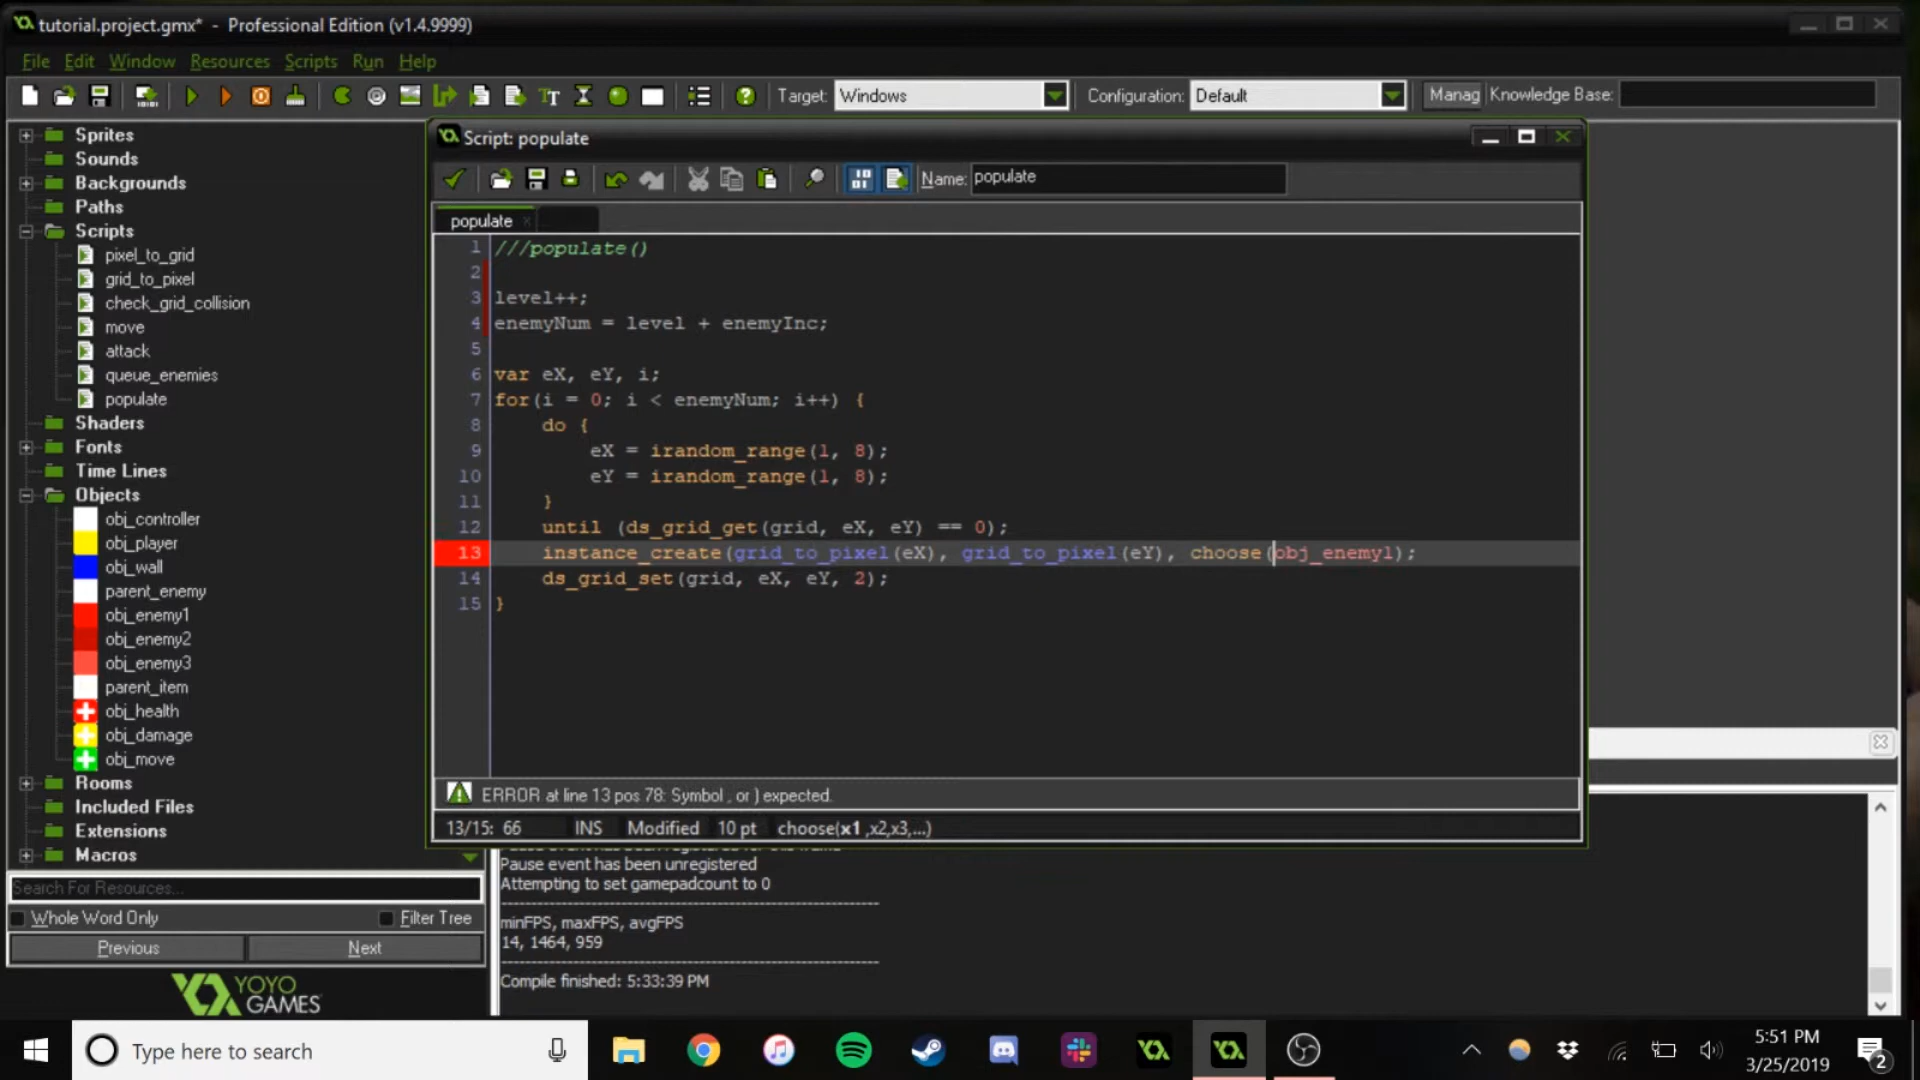 tutorial.project.gmx* - Professional Edition (v1.4.9999)
File Edit Window Resources Scripts Run Help
Target: Windows Configuration: Default Manag Knowledge Base:
Sprites
Sounds
Backgrounds
Paths
Scripts
pixel_to_grid
grid_to_pixel
check_grid_collision
move
attack
queue_enemies
populate
Shaders
Fonts
Time Lines
Objects
obj_controller
obj_player
obj_wall
parent_enemy
obj_enemy1
obj_enemy2
obj_enemy3
parent_item
obj_health
obj_damage
obj_move
Rooms
Included Files
Extensions
Macros
Search For Resources...
Whole Word Only Filter Tree
Previous Next
YOYO
GAMES
Script: populate
Name: populate
populate
1 ///populate()
2
3 level++;
4 enemyNum = level + enemyInc;
5
6 var eX, eY, i;
7 for(i = 0; i < enemyNum; i++) {
8 do {
9 eX = irandom_range(1, 8);
10 eY = irandom_range(1, 8);
11 }
12 until (ds_grid_get(grid, eX, eY) == 0);
13 instance_create(grid_to_pixel(eX), grid_to_pixel(eY), choose(obj_enemy1);
14 ds_grid_set(grid, eX, eY, 2);
15 }
ERROR at line 13 pos 78: Symbol , or ) expected.
13/15: 66 INS Modified 10 pt choose(x1 ,x2,x3,...)
Pause event has been unregistered
Attempting to set gamepadcount to 0
minFPS, maxFPS, avgFPS
14, 1464, 959
Compile finished: 5:33:39 PM
Type here to search
5:51 PM
3/25/2019
2